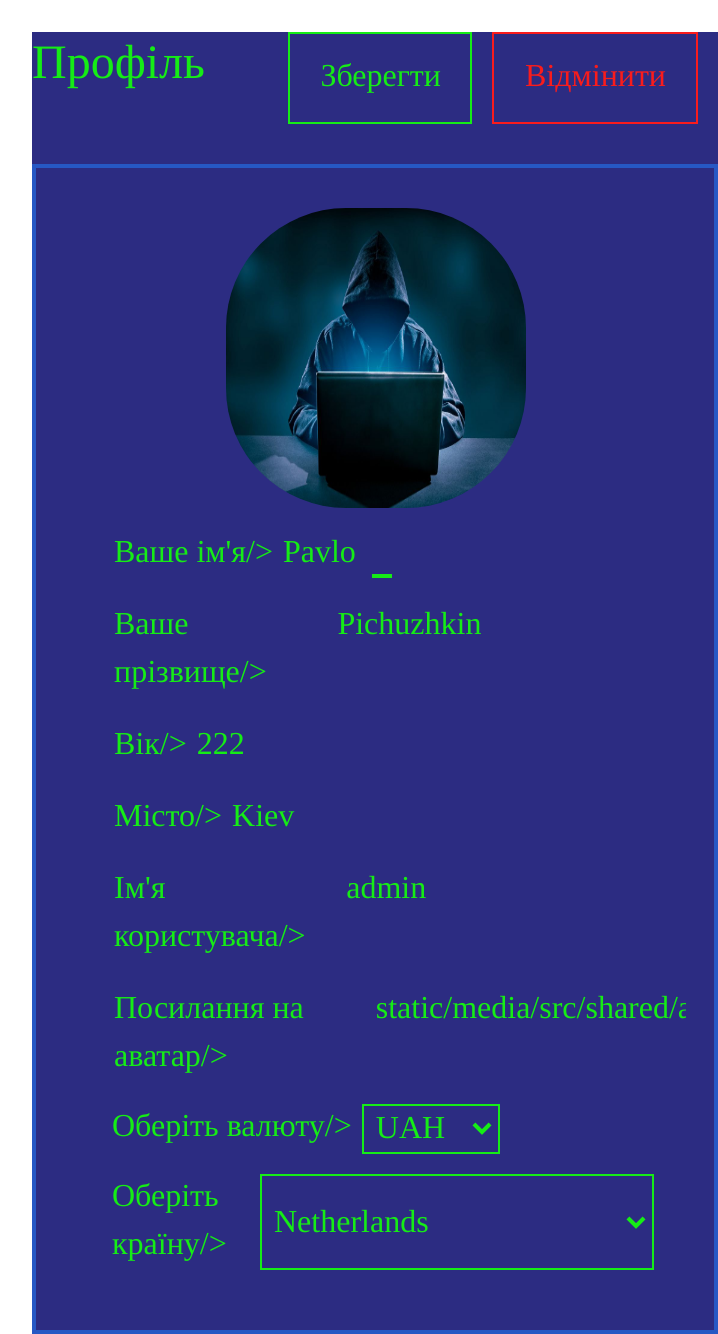 Профіль
Зберегти
Відмінити
Ваше ім'я/> Pavlo
Ваше прізвище/> Pichuzhkin
Вік/> 222
Місто/> Kiev
Ім'я користувача/> admin
Посилання на аватар/> static/media/src/shared/a
Оберіть валюту/> UAH
Оберіть країну/> Netherlands